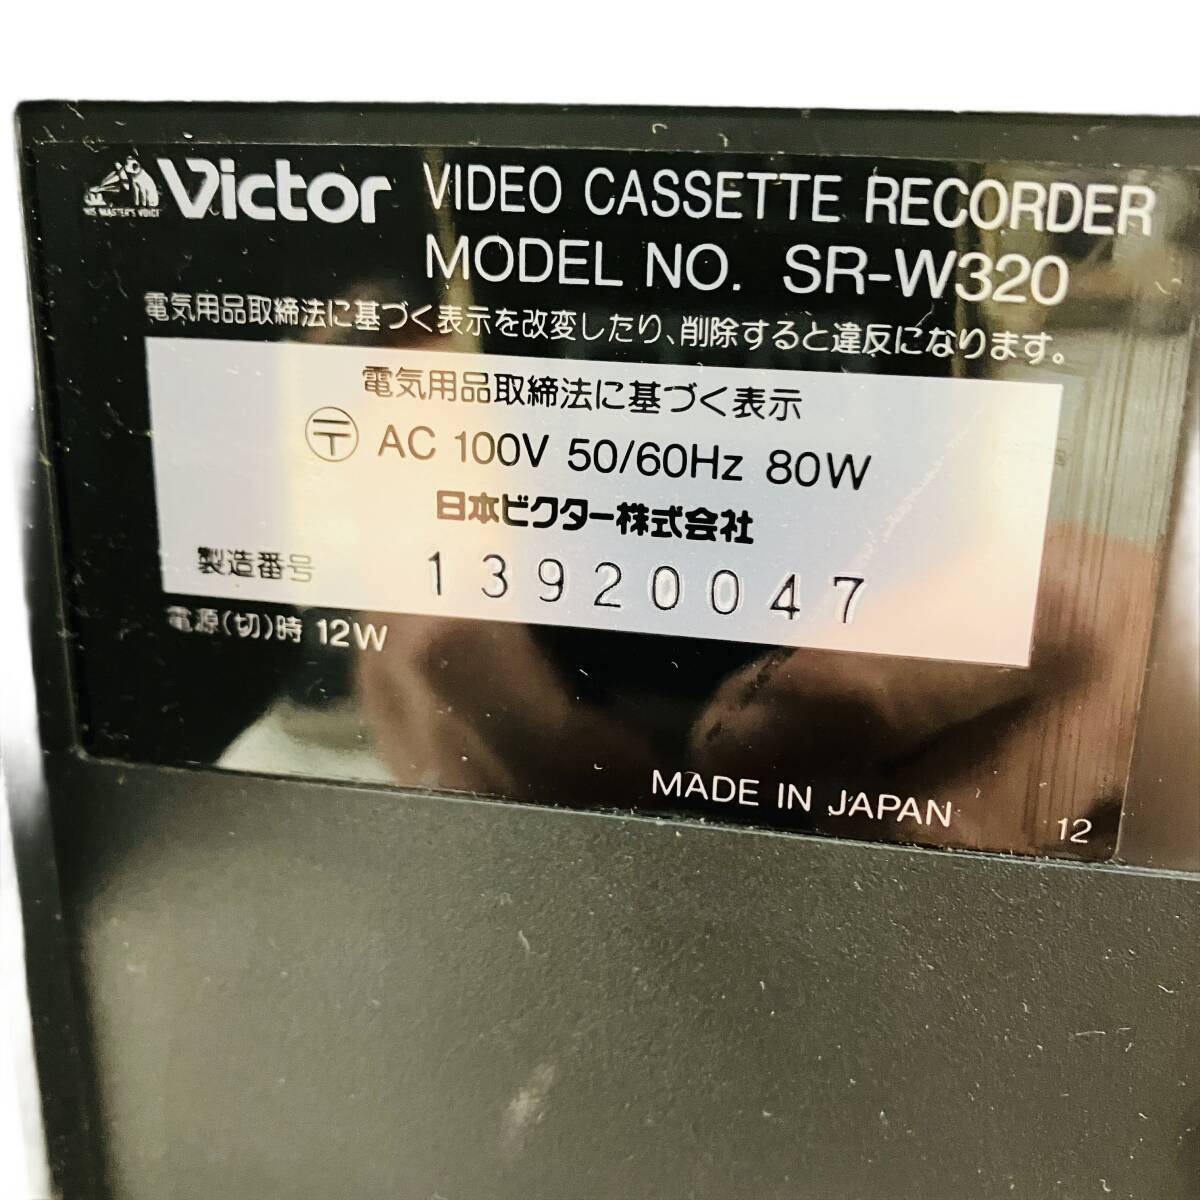 HIS MASTER'S VOICE
Victor VIDEO CASSETTE RECORDER
MODEL NO. SR-W320
電気用品取締法に基づく表示を改変したり、削除すると違反になります。
電気用品取締法に基づく表示
〒 AC 100V 50/60Hz 80W
日本ビクター株式会社
製造番号 13920047
電源(切)時 12W
MADE IN JAPAN 12